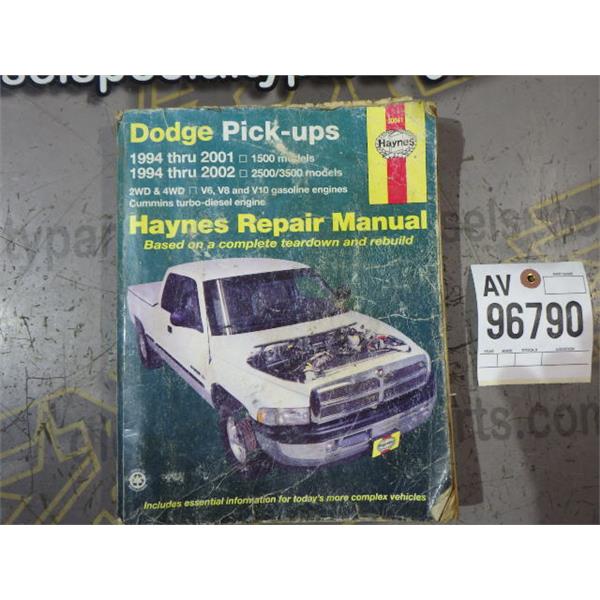 Dodge Pick-ups
1994 thru 2001 □ 1500 models
1994 thru 2002 □ 2500/3500 models
2WD & 4WD □ V6, V8 and V10 gasoline engines
Cummins turbo-diesel engine
Haynes
Haynes Repair Manual
Based on a complete teardown and rebuild
Haynes
Includes essential information for today's more complex vehicles
AV
96790